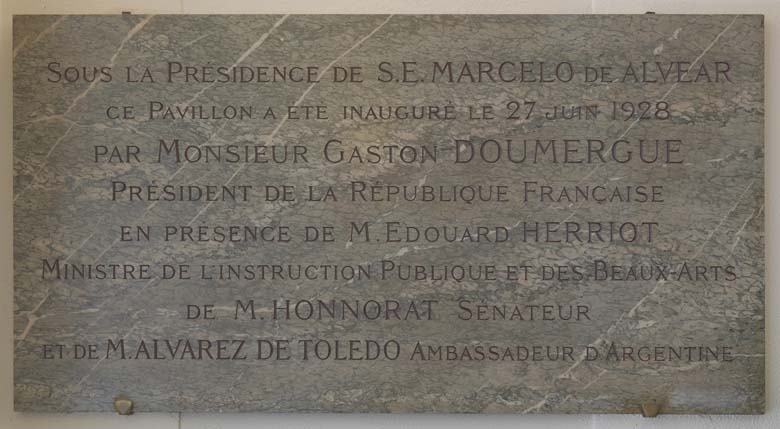 SOUS LA PRÉSIDENCE DE S.E. MARCELO DE ALVEAR
CE PAVILLON A ÉTÉ INAUGURÉ LE 27 JUIN 1928
PAR MONSIEUR GASTON DOUMERGUE
PRÉSIDENT DE LA RÉPUBLIQUE FRANÇAISE
EN PRÉSENCE DE M. EDOUARD HERRIOT
MINISTRE DE L'INSTRUCTION PUBLIQUE ET DES BEAUX-ARTS
DE M. HONNORAT SÉNATEUR
ET DE M. ALVAREZ DE TOLEDO AMBASSADEUR D'ARGENTINE